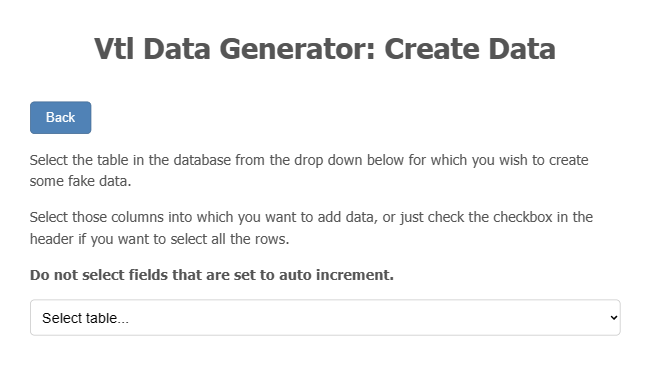 Vtl Data Generator: Create Data
Back
Select the table in the database from the drop down below for which you wish to create
some fake data.
Select those columns into which you want to add data, or just check the checkbox in the
header if you want to select all the rows.
Do not select fields that are set to auto increment.
Select table...